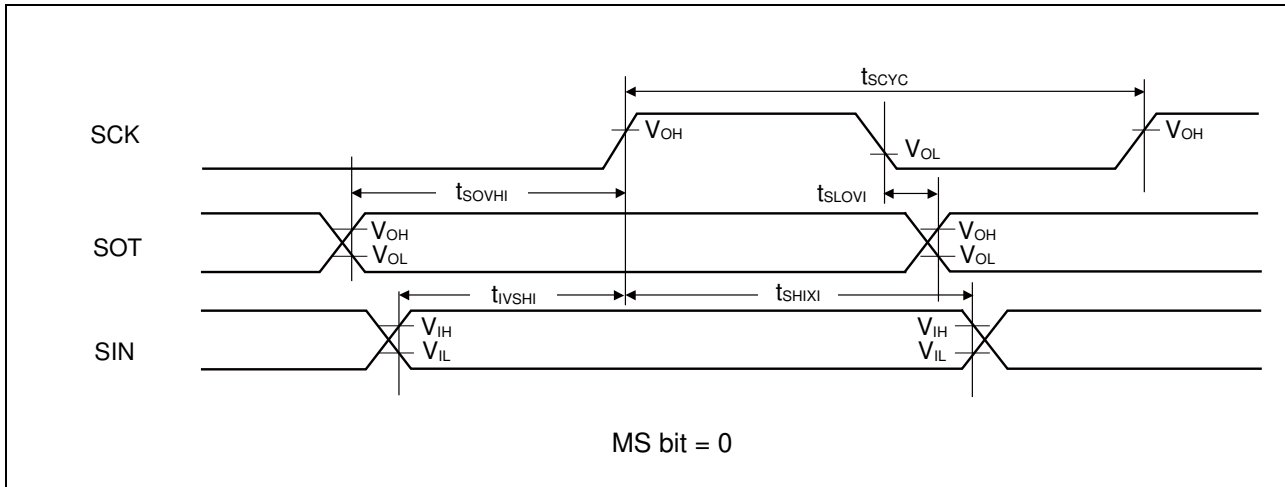 tSCYC
SCK VOH VOL VOH
tSOVHI tSLOVI
SOT VOH VOH
VOL VOL
tIVSHI tSHIXI
SIN VIH VIH
VIL VIL
MS bit = 0